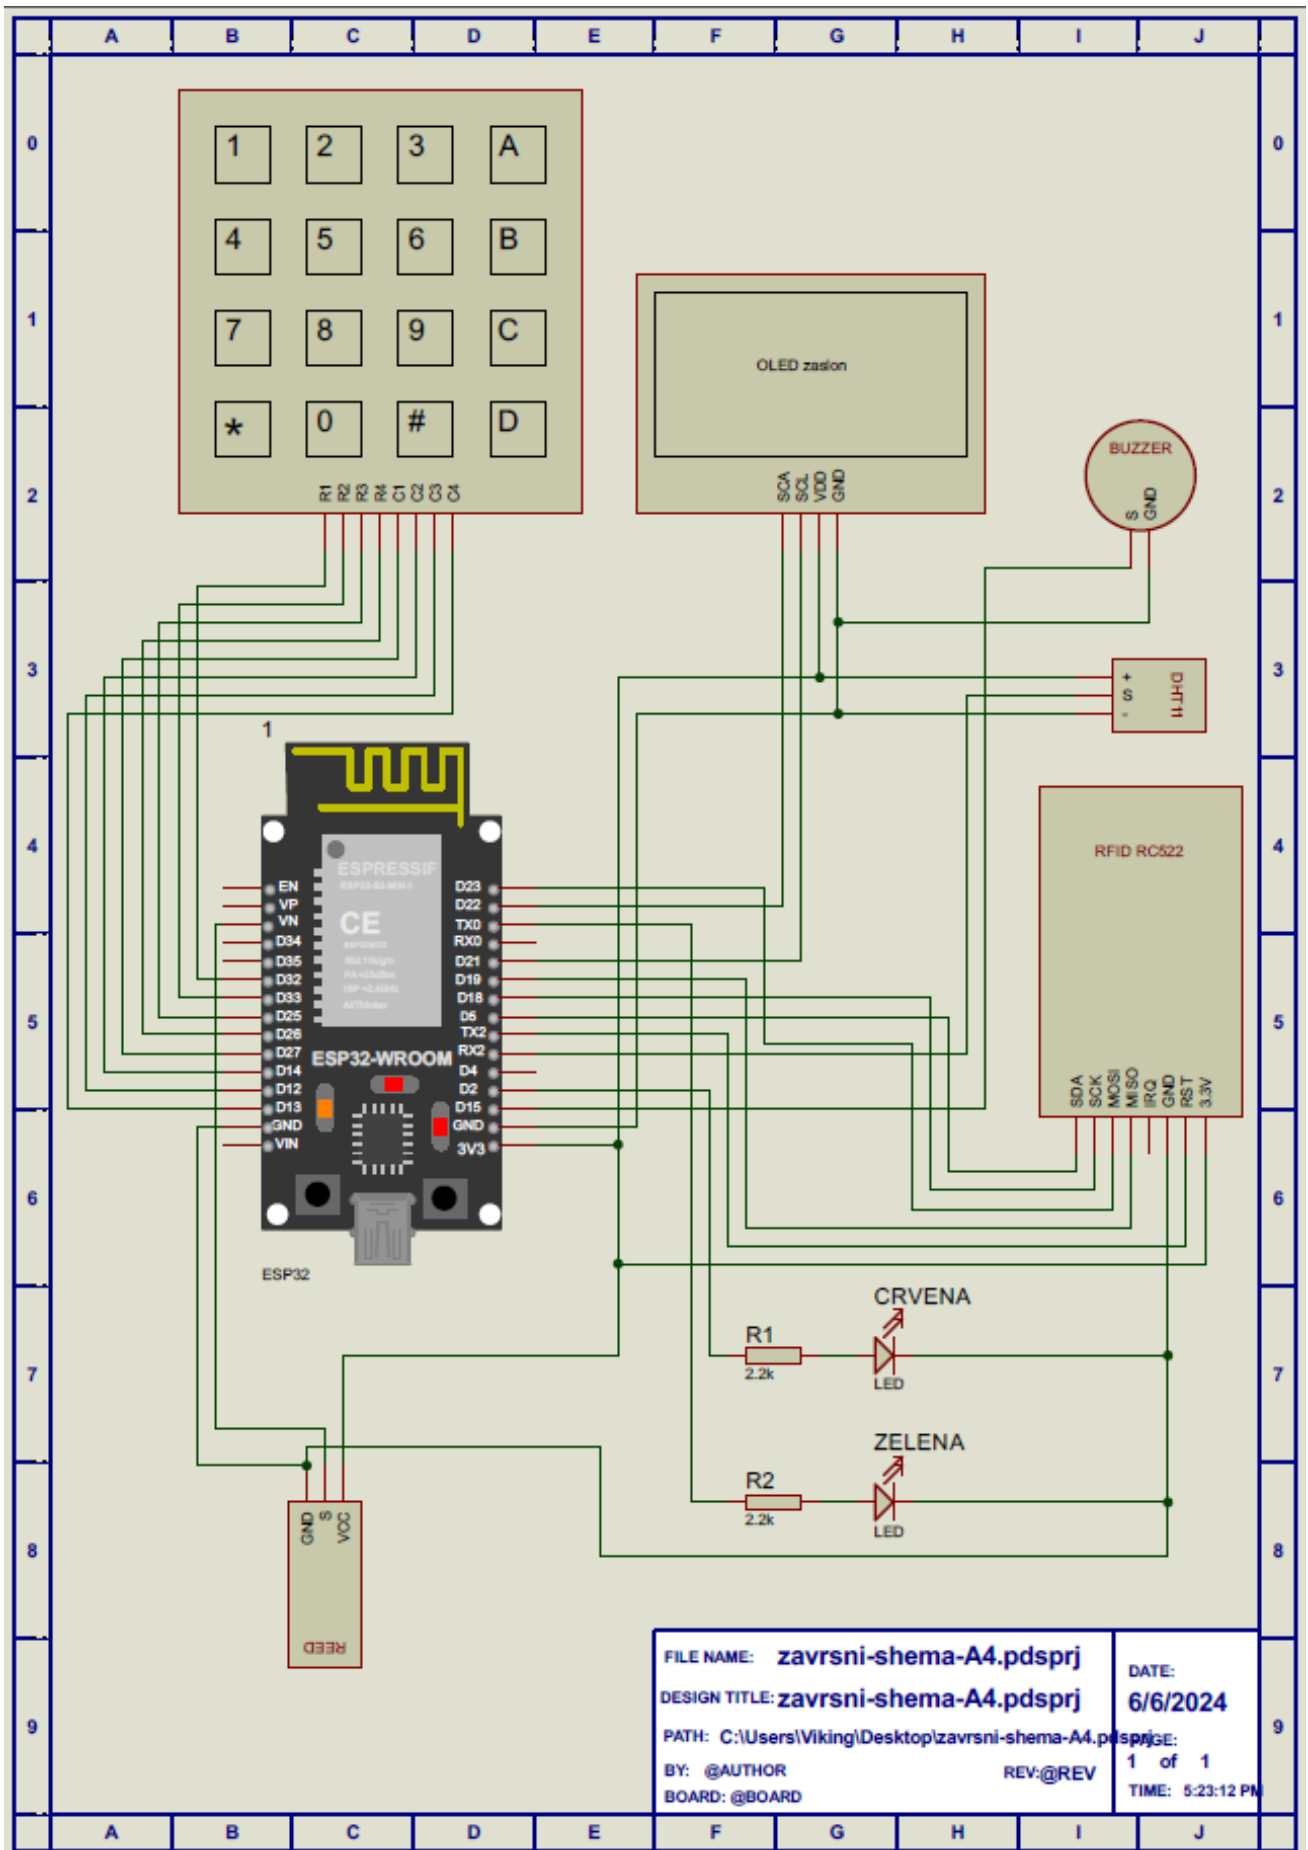 A B C D E F G H I J
0 0
1 2 3 A
4 5 6 B
1 1
7 8 9 C
* 0 # D
R1 R2 R3 R4 C1 C2 C3 C4
OLED zaslon
SCA SCL VDD GND
BUZZER
S GND
2 2
3 3
+ DHT11
S
-
1
4 4
ESPRESSIF
CE
ESP32-WROOM
EN
VP
VN
D34
D35
D32
D33
D25
D26
D27
D14
D12
D13
GND
VIN
D23
D22
TX0
RX0
D21
D19
D18
D5
TX2
RX2
D4
D2
D15
GND
3V3
ESP32
RFID RC522
SDA SCK MOSI MISO IRQ GND RST 3.3V
5 5
6 6
CRVENA
R1
2.2k LED
7 7
ZELENA
R2
2.2k LED
GND S VCC
REED
8 8
9 9
FILE NAME: zavrsni-shema-A4.pdsprj
DESIGN TITLE: zavrsni-shema-A4.pdsprj
PATH: C:\Users\Viking\Desktop\zavrsni-shema-A4.pdsprj
BY: @AUTHOR REV:@REV
BOARD: @BOARD
DATE:
6/6/2024
PAGE:
1 of 1
TIME: 5:23:12 PM
A B C D E F G H I J